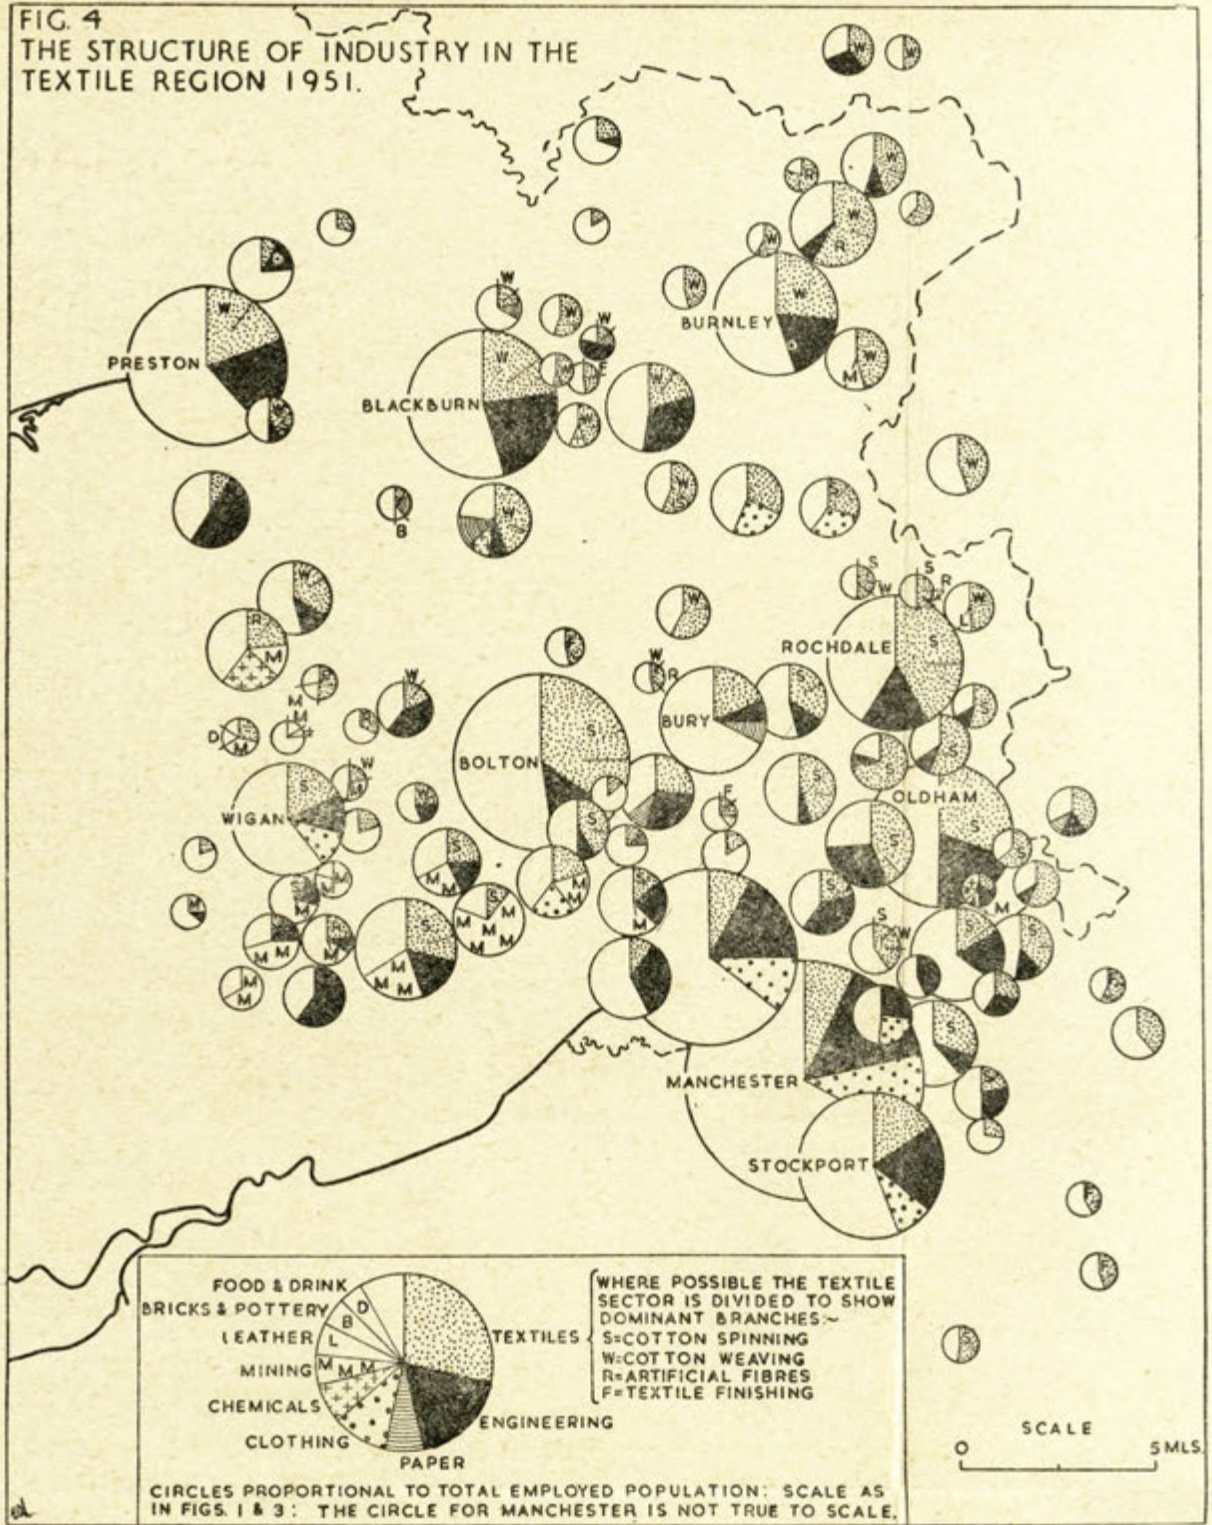 FIG. 4
THE STRUCTURE OF INDUSTRY IN THE
TEXTILE REGION 1951.
PRESTON
BLACKBURN
BURNLEY
ROCHDALE
BURY
BOLTON
OLDHAM
WIGAN
MANCHESTER
STOCKPORT
FOOD & DRINK
BRICKS & POTTERY
LEATHER
MINING
CHEMICALS
CLOTHING
PAPER
ENGINEERING
TEXTILES
D
B
L
M M M
WHERE POSSIBLE THE TEXTILE
SECTOR IS DIVIDED TO SHOW
DOMINANT BRANCHES:~
S=COTTON SPINNING
W=COTTON WEAVING
R=ARTIFICIAL FIBRES
F=TEXTILE FINISHING
SCALE
0 5 MLS.
CIRCLES PROPORTIONAL TO TOTAL EMPLOYED POPULATION: SCALE AS
IN FIGS. 1 & 3: THE CIRCLE FOR MANCHESTER IS NOT TRUE TO SCALE.